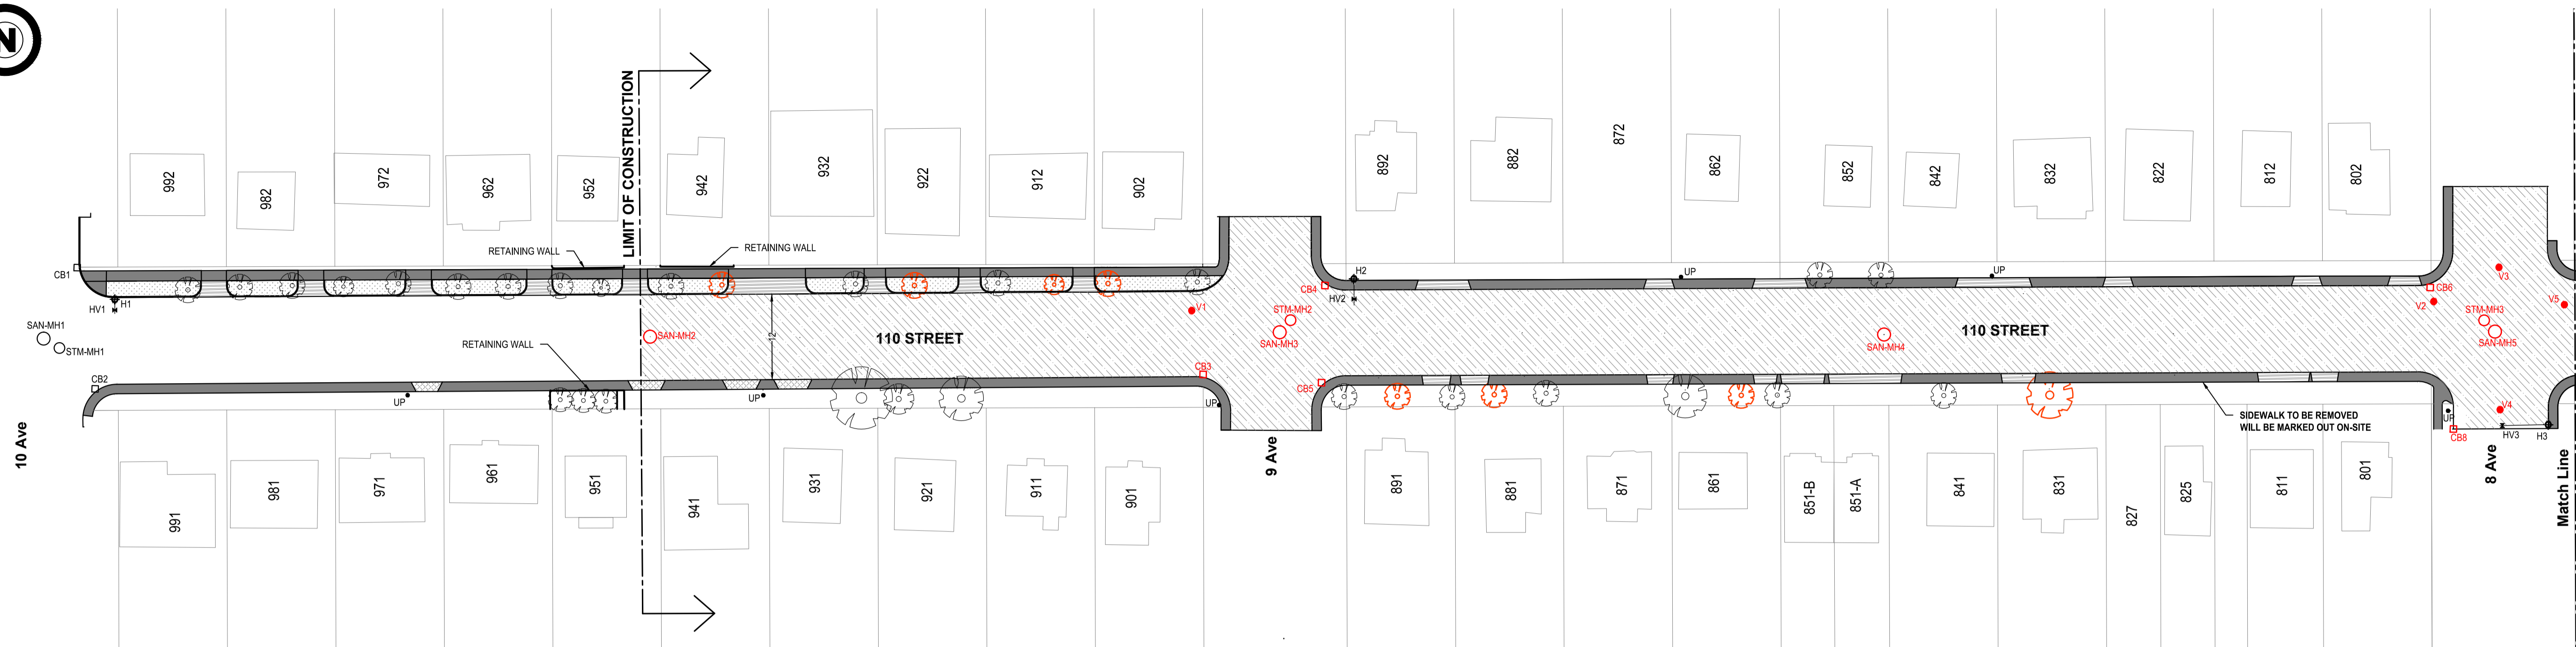 N
LIMIT OF CONSTRUCTION
992
982
972
962
952
942
932
922
912
902
892
882
872
862
852
842
832
822
812
802
RETAINING WALL
RETAINING WALL
CB1
H1
HV1
SAN-MH1
STM-MH1
CB2
RETAINING WALL
SAN-MH2
12
110 STREET
V1
CB3
STM-MH2
SAN-MH3
CB4
CB5
H2
HV2
UP
UP
SAN-MH4
110 STREET
CB6
V2
V3
STM-MH3
SAN-MH5
V5
V4
UP
UP
UP
UP
CB8
HV3
H3
SIDEWALK TO BE REMOVED
WILL BE MARKED OUT ON-SITE
10 Ave
9 Ave
8 Ave
Match Line
991
981
971
961
951
941
931
921
911
901
891
881
871
861
851-B
851-A
841
831
827
825
811
801